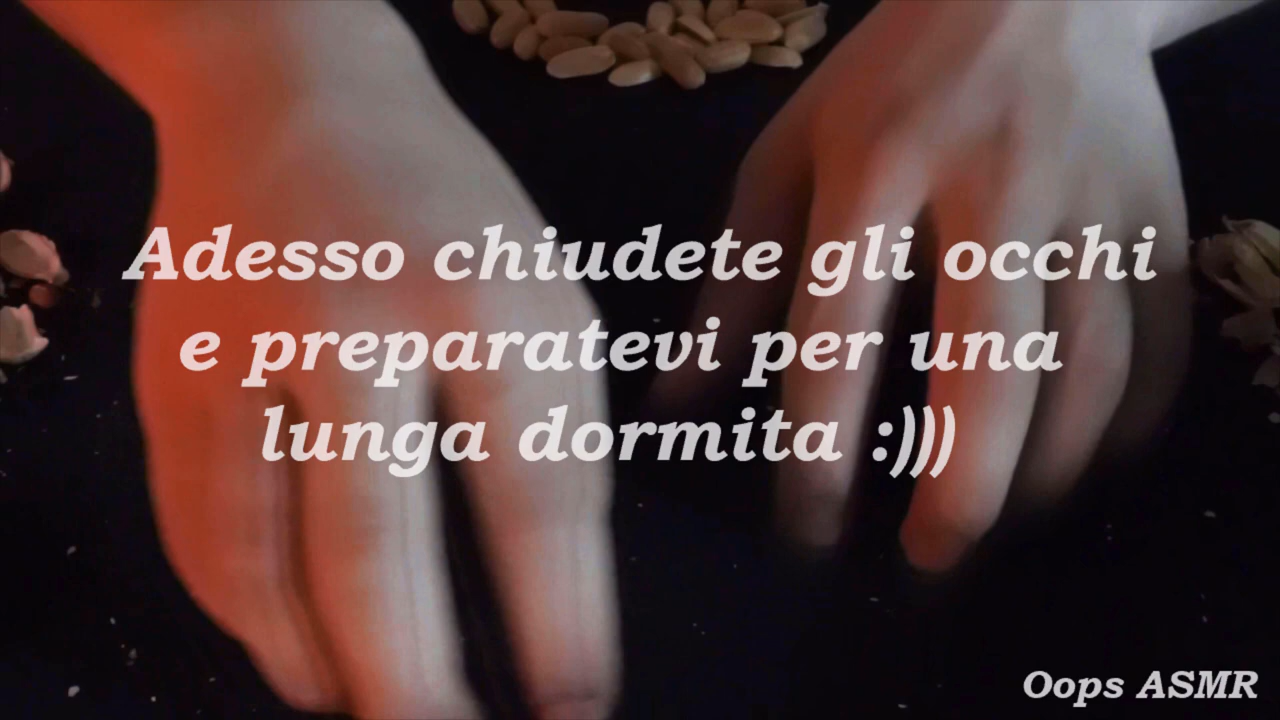 Adesso chiudete gli occhi
e preparatevi per una
lunga dormita :)))
Oops ASMR